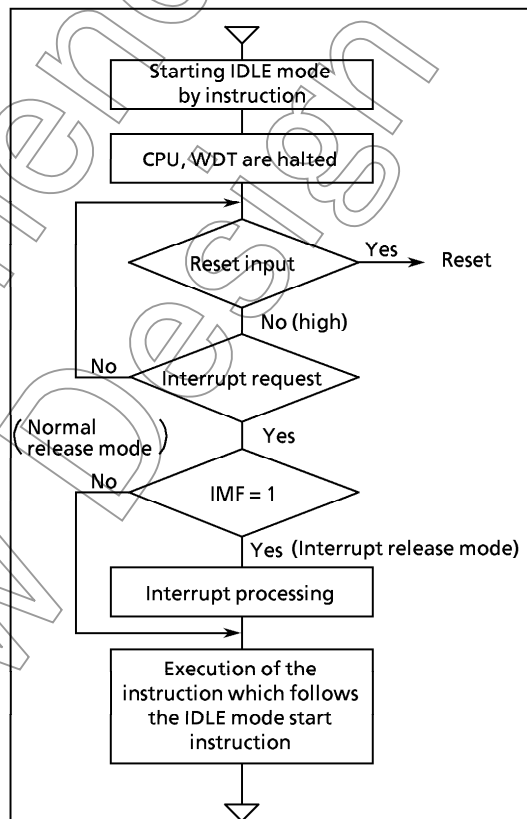 Starting IDLE mode
by instruction
CPU, WDT are halted
Reset input
Yes
Reset
No (high)
No
Interrupt request
Yes
(Normal
release mode)
No
IMF = 1
Yes (Interrupt release mode)
Interrupt processing
Execution of the
instruction which follows
the IDLE mode start
instruction